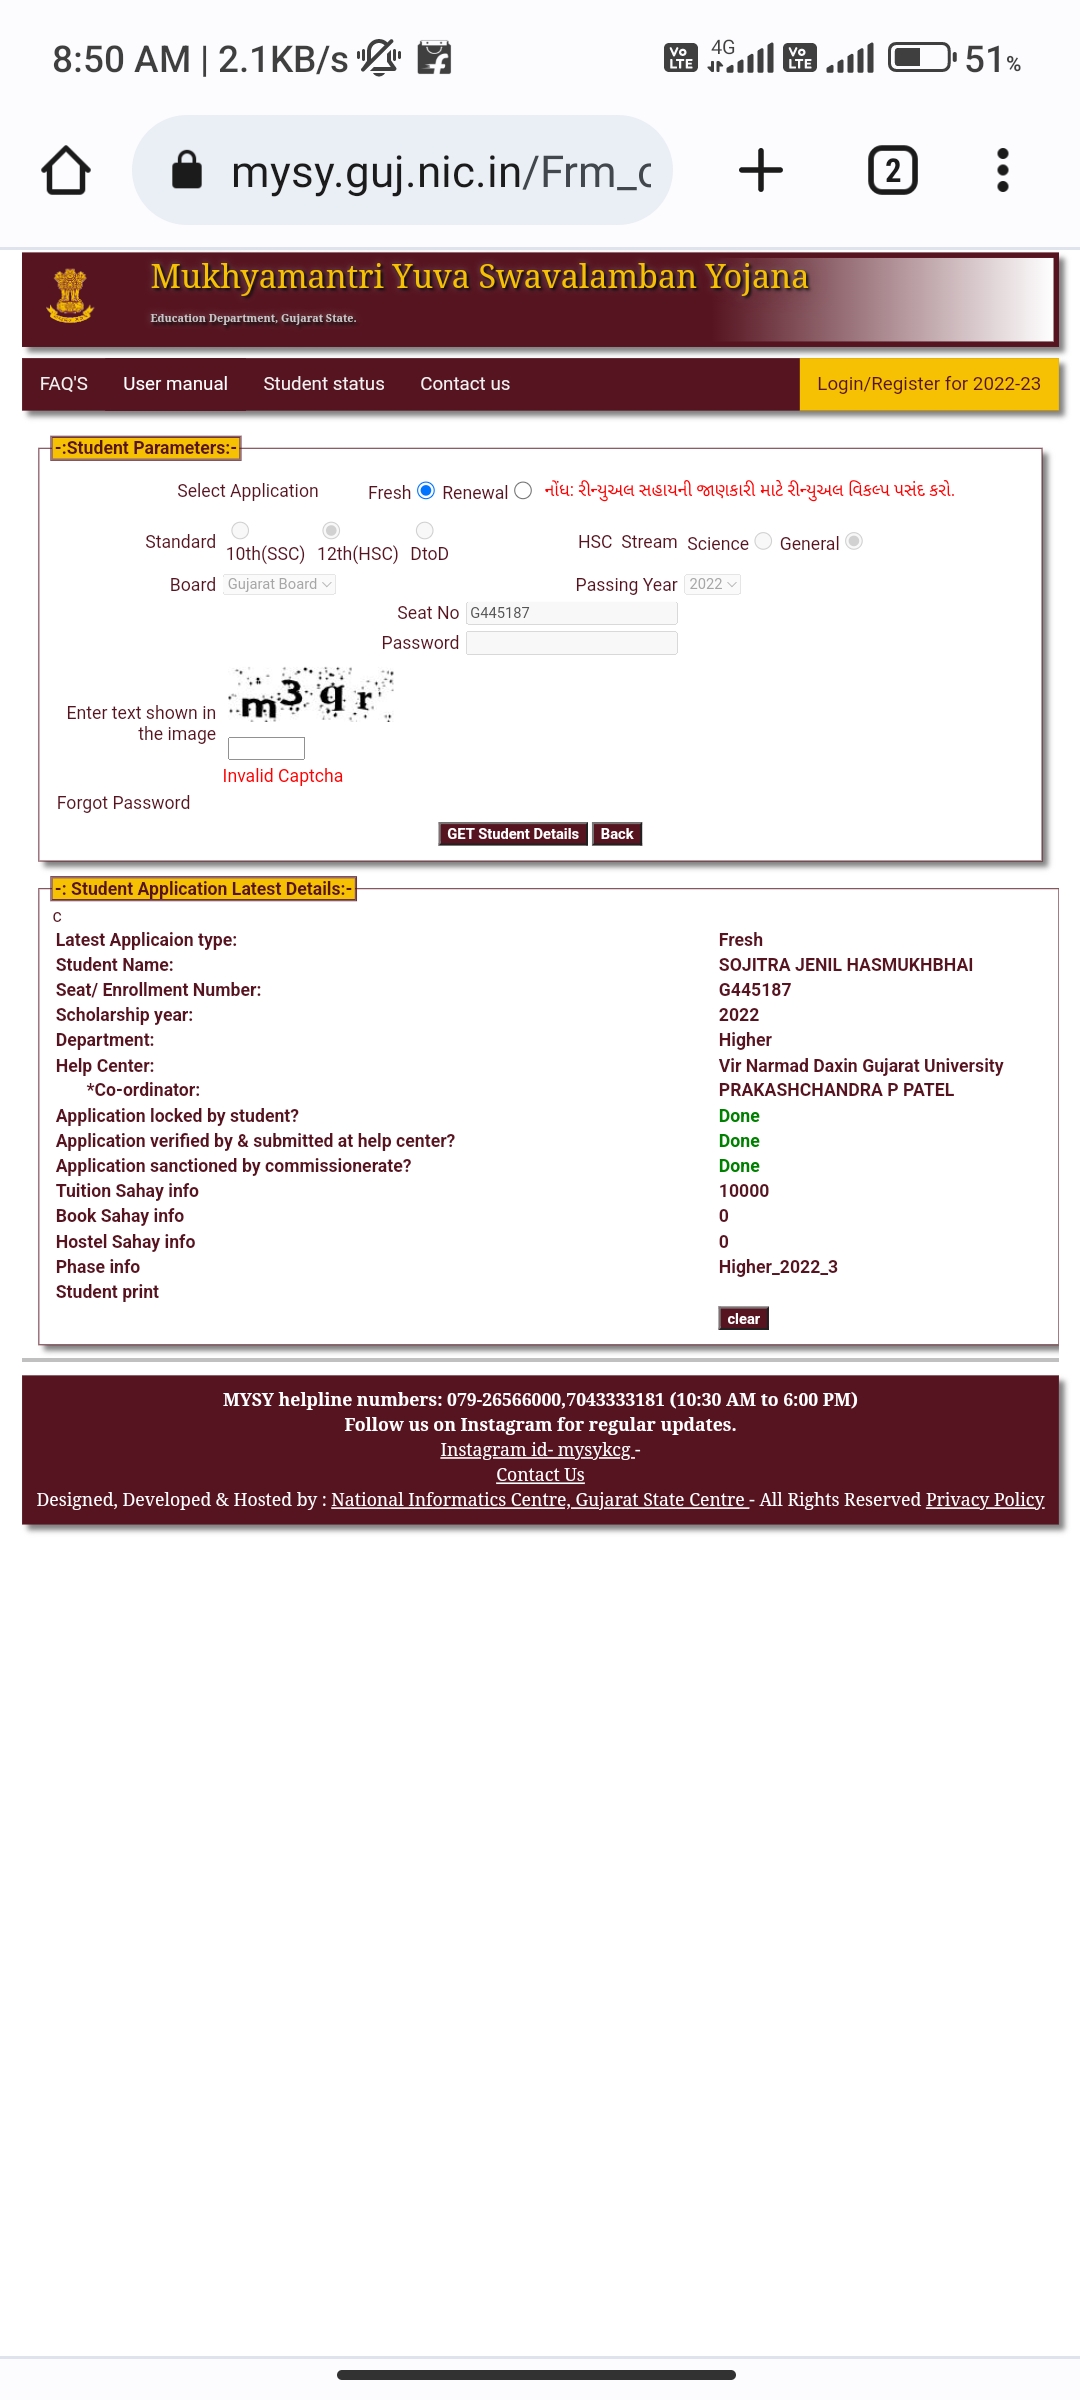 8:50 AM | 2.1KB/s
Vo LTE 4G Vo LTE 51%
mysy.guj.nic.in/Frm_c
2
Mukhyamantri Yuva Swavalamban Yojana
Education Department, Gujarat State.
FAQ'S User manual Student status Contact us Login/Register for 2022-23
-:Student Parameters:-
Select Application Fresh Renewal નોંધ: રીન્યુઅલ સહાયની જાણકારી માટે રીન્યુઅલ વિકલ્પ પસંદ કરો.
Standard 10th(SSC) 12th(HSC) DtoD HSC Stream Science General
Board Gujarat Board Passing Year 2022
Seat No G445187
Password
m3qr
Enter text shown in
the image
Invalid Captcha
Forgot Password
GET Student Details Back
-: Student Application Latest Details:-
C
Latest Applicaion type: Fresh
Student Name: SOJITRA JENIL HASMUKHBHAI
Seat/ Enrollment Number: G445187
Scholarship year: 2022
Department: Higher
Help Center: Vir Narmad Daxin Gujarat University
*Co-ordinator: PRAKASHCHANDRA P PATEL
Application locked by student? Done
Application verified by & submitted at help center? Done
Application sanctioned by commissionerate? Done
Tuition Sahay info 10000
Book Sahay info 0
Hostel Sahay info 0
Phase info Higher_2022_3
Student print
clear
MYSY helpline numbers: 079-26566000,7043333181 (10:30 AM to 6:00 PM)
Follow us on Instagram for regular updates.
Instagram id- mysykcg -
Contact Us
Designed, Developed & Hosted by : National Informatics Centre, Gujarat State Centre - All Rights Reserved Privacy Policy